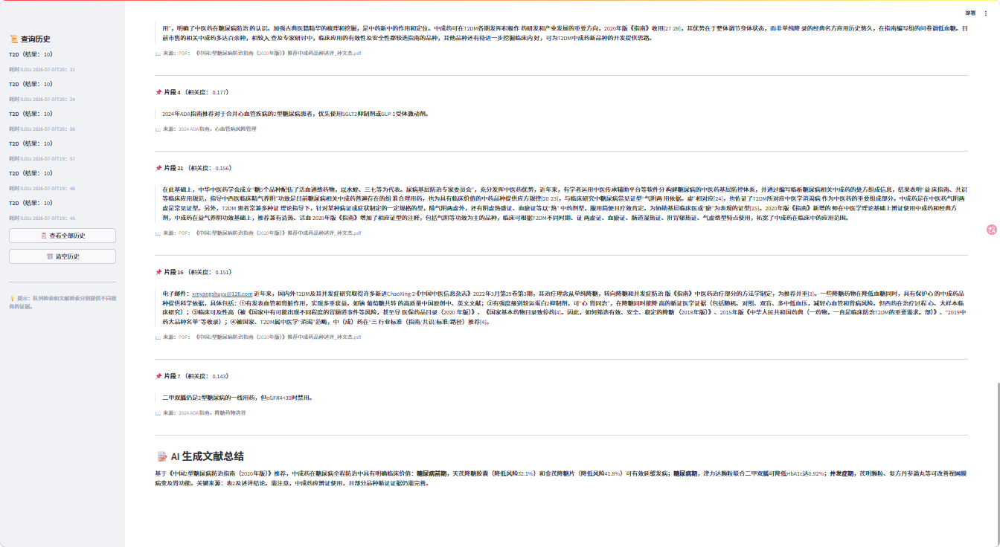 部署
查询历史
T2D（结果： 10）
耗时 0.01s 2026-07-07T20：31
T2D（结果： 10）
耗时 0.01s 2026-07-07T20：24
T2D（结果： 10）
耗时 0.01s 2026-07-07T20：06
T2D（结果： 10）
耗时 0.01s 2026-07-07T19：57
T2D（结果： 10）
耗时 0.01s 2026-07-07T19：46
T2D（结果： 10）
耗时 0.01s 2026-07-07T19：45
查看全部历史
清空历史
提示：队列检索和文献检索分别提供不同视
角的证据。
用”，明确了中医药在糖尿病防治 的认识。加强古典医籍精华的梳理和挖掘，是中药新中的作用和定位。中成药可在T2DM各期发挥积极作 药研发和产业发展的重要方向，2020年版《指南》收用[27-28]，其优势在于整体调节身体状态，而非单纯降 录的经典名方应用历史悠久，在指南编写组的问卷调低血糖。目
前市售的相关中成药多达百余种，相较入 查及专家研讨中，临床应用的有效性及安全性都较选指南的品种，其他品种还有待进一步挖掘临床内 好，可为T2DM中成药新品种的开发提供思路。
来源：PDF：《中国2型糖尿病防治指南（2020年版）》推荐中成药品种述评_孙文杰.pdf
片段 4 （相关度：0.177）
2024年ADA指南推荐对于合并心血管疾病的2型糖尿病患者，优先使用SGLT2抑制剂或GLP-1受体激动剂。
来源：2024 ADA指南，心血管病风险管理
片段 21 （相关度：0.156）
在此基础上，中华中医药学会成立“糖5个品种配伍了活血通络药物，以水蛭、三七等为代表。尿病基层防治专家委员会”，充分发挥中医药优势，近年来，有学者运用中医传承辅助平台等软件分 构建糖尿病的中医药基层防控体系，并通过编写临析糖尿病相关中成药的处方组成信息，结果表明“益 床指南、共识
等临床应用规范，指导中西医临床精气养阴”功效是目前糖尿病相关中成药普遍存在的组 准合理用药，也为具有临床价值的中药品种提供应方规律[20-23]，与临床研究中糖尿病常见证型“气阴两 用依据。虚”相对应[24]，也佐证了T2DM所对应中医学消渴病 作为中医药的重要组成部分，中成药是在中医药气阴两
虚是常见证型。另外，T2DM 患者常兼多种证 理论指导下，针对某种病证或症状制定的一定规格的型，除气阴两虚外，还有阴虚热盛证、血瘀证等以“热” 中药剂型，服用简便且疗效肯定。为协助基层临床医或“瘀”为表现的证型[25]。2020年版《指南》新增的 师在中医学理论基础上辨证使用中成药和经典方
剂，中成药在益气养阴功效基础上，推荐兼有清热、活血 2020年版《指南》增加了相应证型的注释，包括气阴等功效为主的品种，临床可根据T2DM不同时期、证 两虚证、血瘀证、肠道湿热证、肝胃郁热证、气虚络型特点使用，拓宽了中成药在临床中的应用范围。
来源：PDF：《中国2型糖尿病防治指南（2020年版）》推荐中成药品种述评_孙文杰.pdf
片段 16 （相关度：0.151）
电子邮件：xmyangshuyu@126.com 近年来，国内外T2DM及其并发症研究取得许多新进ChaoXing-2《中国中医信息杂志》2022年3月第29卷第3期，其治疗理念从单纯降糖，转向降糖和并发症防治 版《指南》中医药治疗部分的方法学制定，为推荐并重[3]。一些降糖药物在降低血糖同时，具有保护心 的中成药品
种提供科学依据，具体包括：①有发表血管和肾脏作用，实现多重获益。如钠 葡萄糖共转 的高质量中国原创中、英文文献；②有强度级别较运蛋白2抑制剂，可“心 肾同治”，在降糖同时能降 高的循证医学证据（包括随机、对照、双盲、多中低血压，减轻心血管和肾病风险。但西药在治疗过程 心、大样本临
床研究）；③临床可及性高（被《国家中有可能出现不同程度的胃肠道事件等风险，甚至导 医保药品目录（2020 年版）》、《国家基本药物目录致停药[4]。因此，如何筛选有效、安全、稳定的降糖 （2018年版）》、2015年版《中华人民共和国药典（一药物，一直是临床防治T2DM的重要需求。部）》、“2019中
药大品种名单”等收录）；④被国家、T2DM属中医学“消渴”范畴，中（成）药在“三 行业标准（指南/共识/标准/路径）推荐[4]。
来源：PDF：《中国2型糖尿病防治指南（2020年版）》推荐中成药品种述评_孙文杰.pdf
片段 7 （相关度：0.143）
二甲双胍仍是2型糖尿病的一线用药，但eGFR4<30时禁用。
来源：2024 ADA指南，降糖药物选择
AI 生成文献总结
基于《中国2型糖尿病防治指南（2020年版）》推荐，中成药在糖尿病全程防治中具有明确临床价值：糖尿病前期，天芪降糖胶囊（降低风险32.1%）和金芪降糖片（降低风险41.8%）可有效延缓发病；糖尿病期，津力达颗粒联合二甲双胍可降低HbA1c达0.92%；并发症期，芪明颗粒、复方丹参滴丸等可改善视网膜
病变及肾功能。关键来源：表2及述评结论。需注意，中成药应辨证使用，且部分品种循证证据仍需完善。